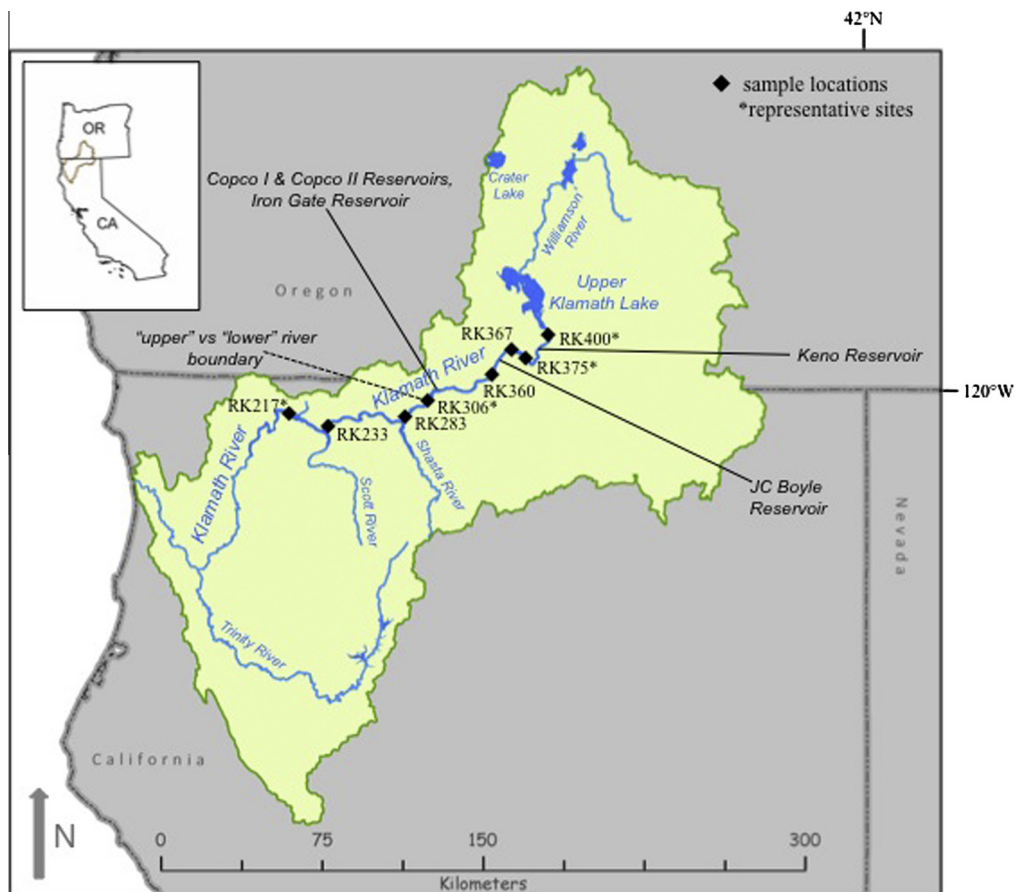 42°N
sample locations
*representative sites
OR
CA
Copco I & Copco II Reservoirs,
Iron Gate Reservoir
Crater
Lake
Williamson
River
Oregon
Upper
Klamath Lake
"upper" vs "lower" river
boundary
RK367
RK400*
Keno Reservoir
RK375*
Klamath River
RK360
120°W
RK217*
RK306*
RK283
RK233
Klamath River
Shasta River
Scott River
JC Boyle
Reservoir
Nevada
Trinity River
California
N
0
75
150
300
Kilometers